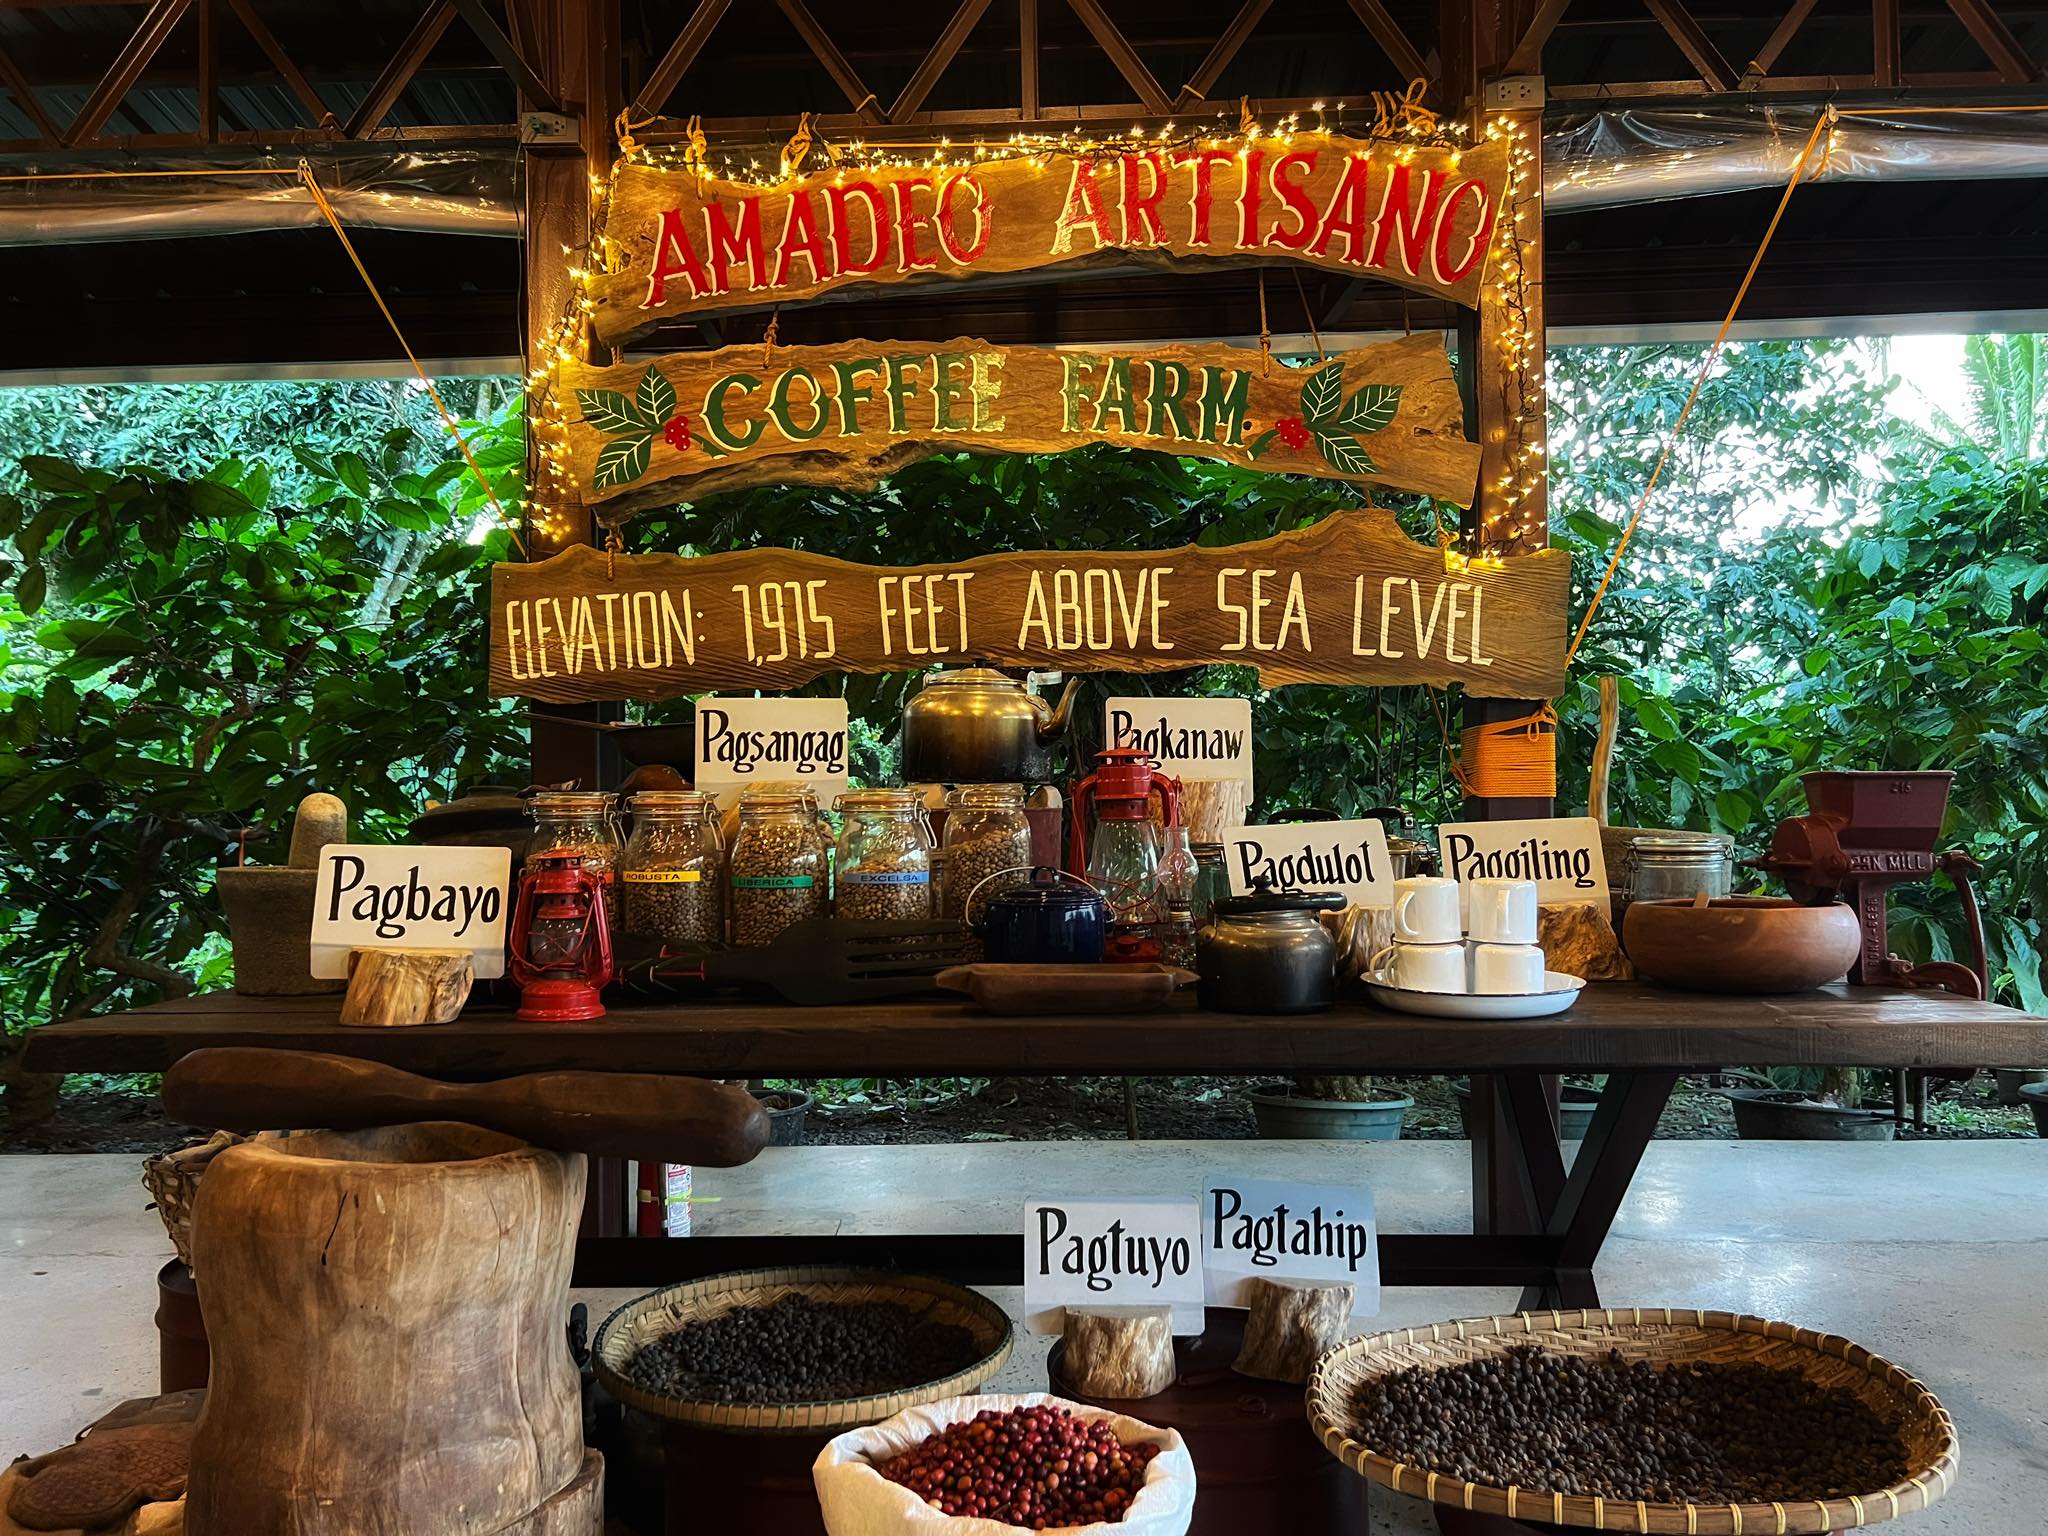 AMADEO ARTISANO
COFFEE FARM
ELEVATION: 1,975 FEET ABOVE SEA LEVEL
Pagsangag
Pagkanaw
Pagbayo
ROBUSTA
LIBERICA
EXCELSA
Pagdulot
Paggiling
MILL
Pagtuyo
Pagtahip